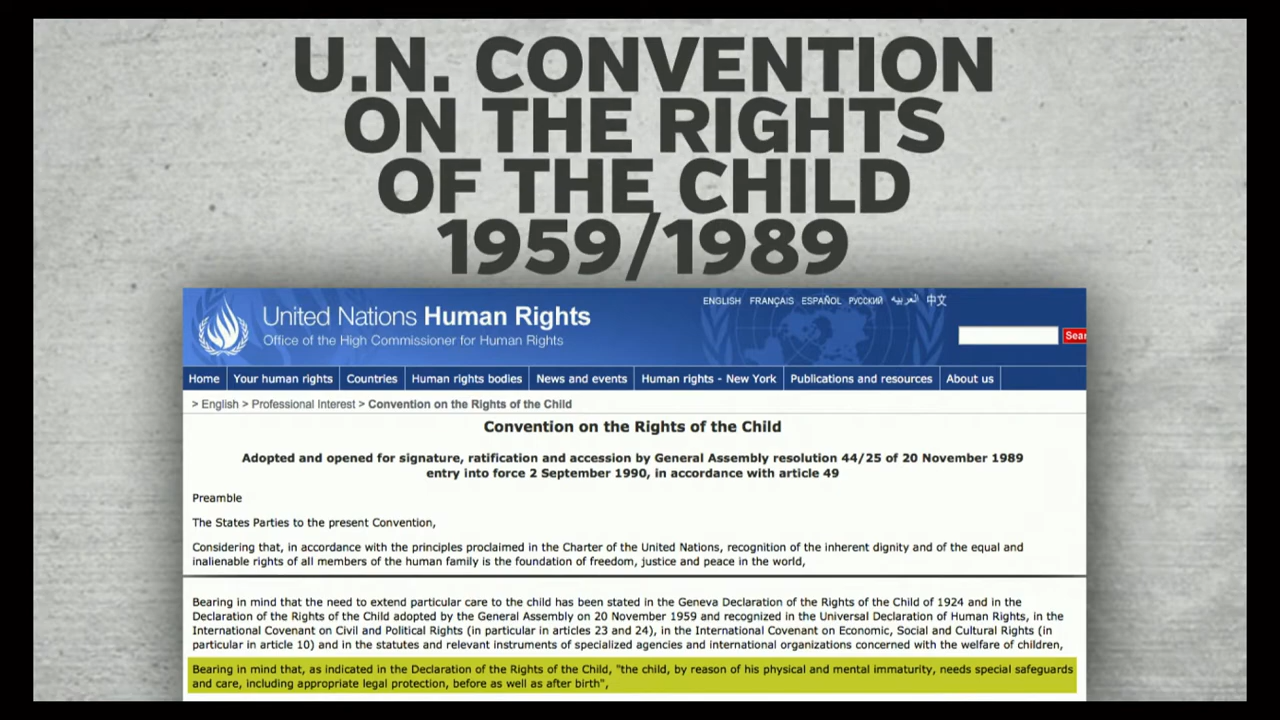 U.N. CONVENTION
ON THE RIGHTS
OF THE CHILD
1959/1989
ENGLISH FRANÇAIS ESPAÑOL РУССКИЙ العربية 中文
United Nations Human Rights
Office of the High Commissioner for Human Rights
Sear
Home Your human rights Countries Human rights bodies News and events Human rights - New York Publications and resources About us
> English > Professional Interest > Convention on the Rights of the Child
Convention on the Rights of the Child
Adopted and opened for signature, ratification and accession by General Assembly resolution 44/25 of 20 November 1989
entry into force 2 September 1990, in accordance with article 49
Preamble
The States Parties to the present Convention,
Considering that, in accordance with the principles proclaimed in the Charter of the United Nations, recognition of the inherent dignity and of the equal and
inalienable rights of all members of the human family is the foundation of freedom, justice and peace in the world,
Bearing in mind that the need to extend particular care to the child has been stated in the Geneva Declaration of the Rights of the Child of 1924 and in the
Declaration of the Rights of the Child adopted by the General Assembly on 20 November 1959 and recognized in the Universal Declaration of Human Rights, in the
International Covenant on Civil and Political Rights (in particular in articles 23 and 24), in the International Covenant on Economic, Social and Cultural Rights (in
particular in article 10) and in the statutes and relevant instruments of specialized agencies and international organizations concerned with the welfare of children,
Bearing in mind that, as indicated in the Declaration of the Rights of the Child, "the child, by reason of his physical and mental immaturity, needs special safeguards
and care, including appropriate legal protection, before as well as after birth",